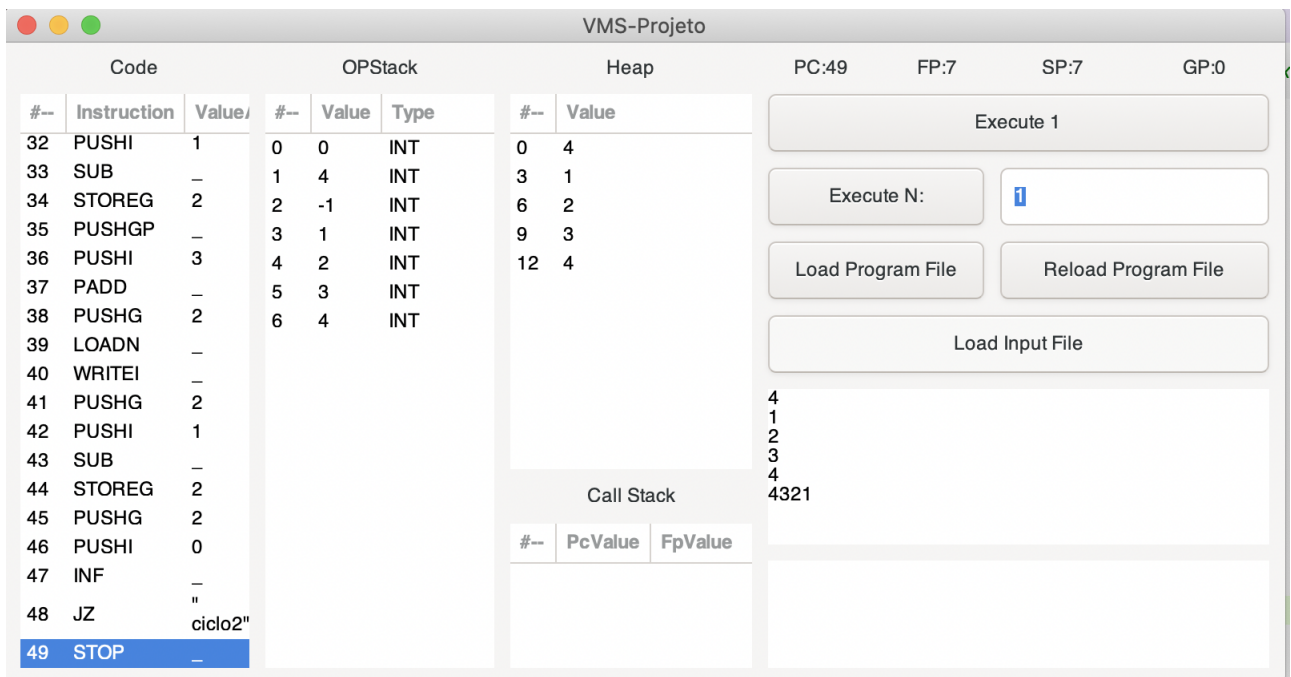 VMS-Projeto
Code OPStack Heap PC:49 FP:7 SP:7 GP:0
#-- Instruction Value/ #-- Value Type #-- Value
32 PUSHI 1
33 SUB _
34 STOREG 2
35 PUSHGP _
36 PUSHI 3
37 PADD _
38 PUSHG 2
39 LOADN _
40 WRITEI _
41 PUSHG 2
42 PUSHI 1
43 SUB _
44 STOREG 2
45 PUSHG 2
46 PUSHI 0
47 INF _
48 JZ "
ciclo2"
49 STOP _
0 0 INT
1 4 INT
2 -1 INT
3 1 INT
4 2 INT
5 3 INT
6 4 INT
0 4
3 1
6 2
9 3
12 4
Call Stack
#-- PcValue FpValue
Execute 1
Execute N: 1
Load Program File Reload Program File
Load Input File
4
1
2
3
4
4321